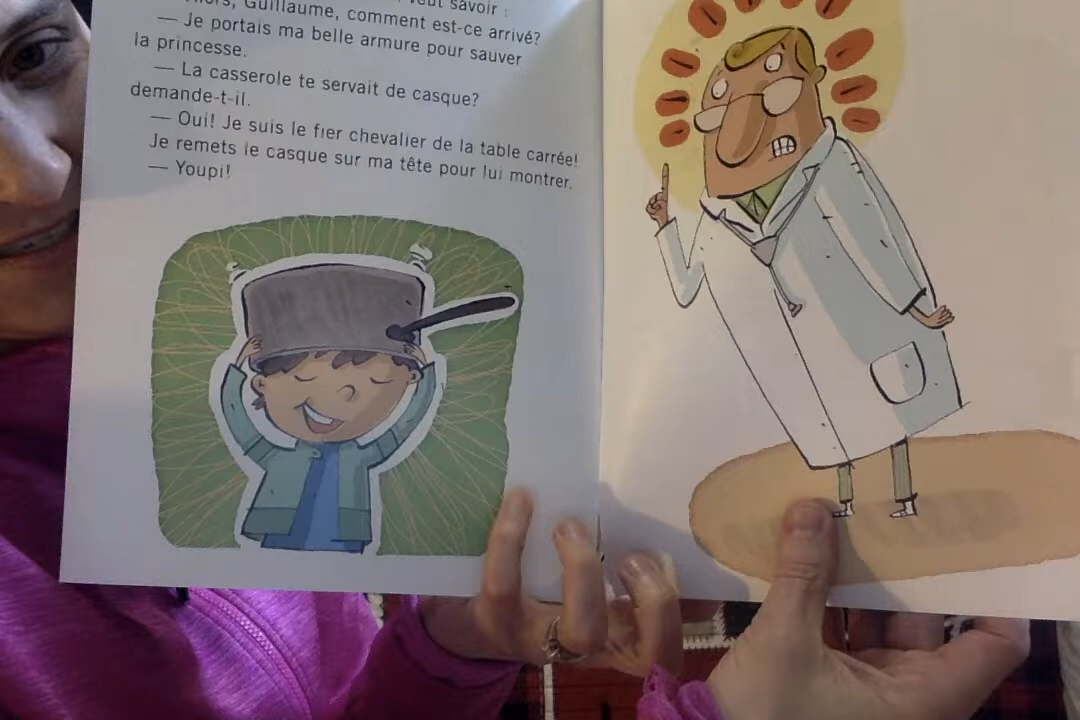 veut savoir :
— Alors, Guillaume, comment est-ce arrivé?
— Je portais ma belle armure pour sauver
la princesse.
— La casserole te servait de casque?
demande-t-il.
— Oui! Je suis le fier chevalier de la table carrée!
Je remets le casque sur ma tête pour lui montrer.
— Youpi!